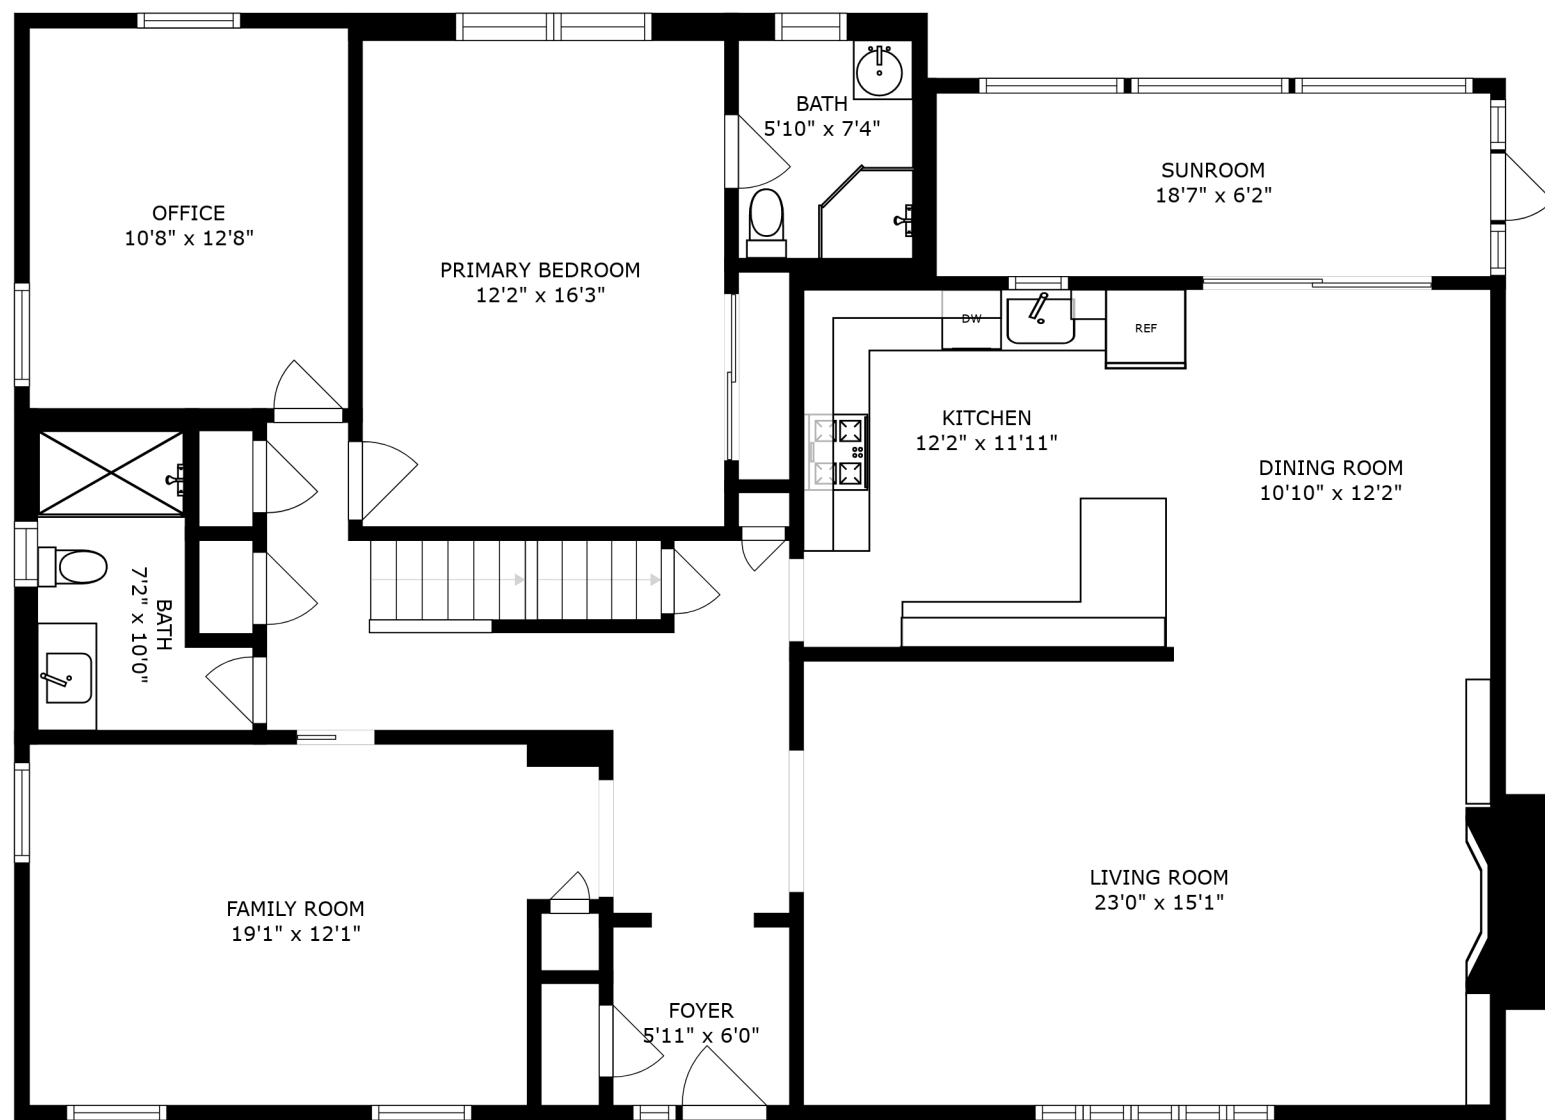 BATH
5'10" x 7'4"
SUNROOM
18'7" x 6'2"
OFFICE
10'8" x 12'8"
PRIMARY BEDROOM
12'2" x 16'3"
DW
REF
KITCHEN
12'2" x 11'11"
DINING ROOM
10'10" x 12'2"
BATH
7'2" x 10'0"
LIVING ROOM
23'0" x 15'1"
FAMILY ROOM
19'1" x 12'1"
FOYER
5'11" x 6'0"